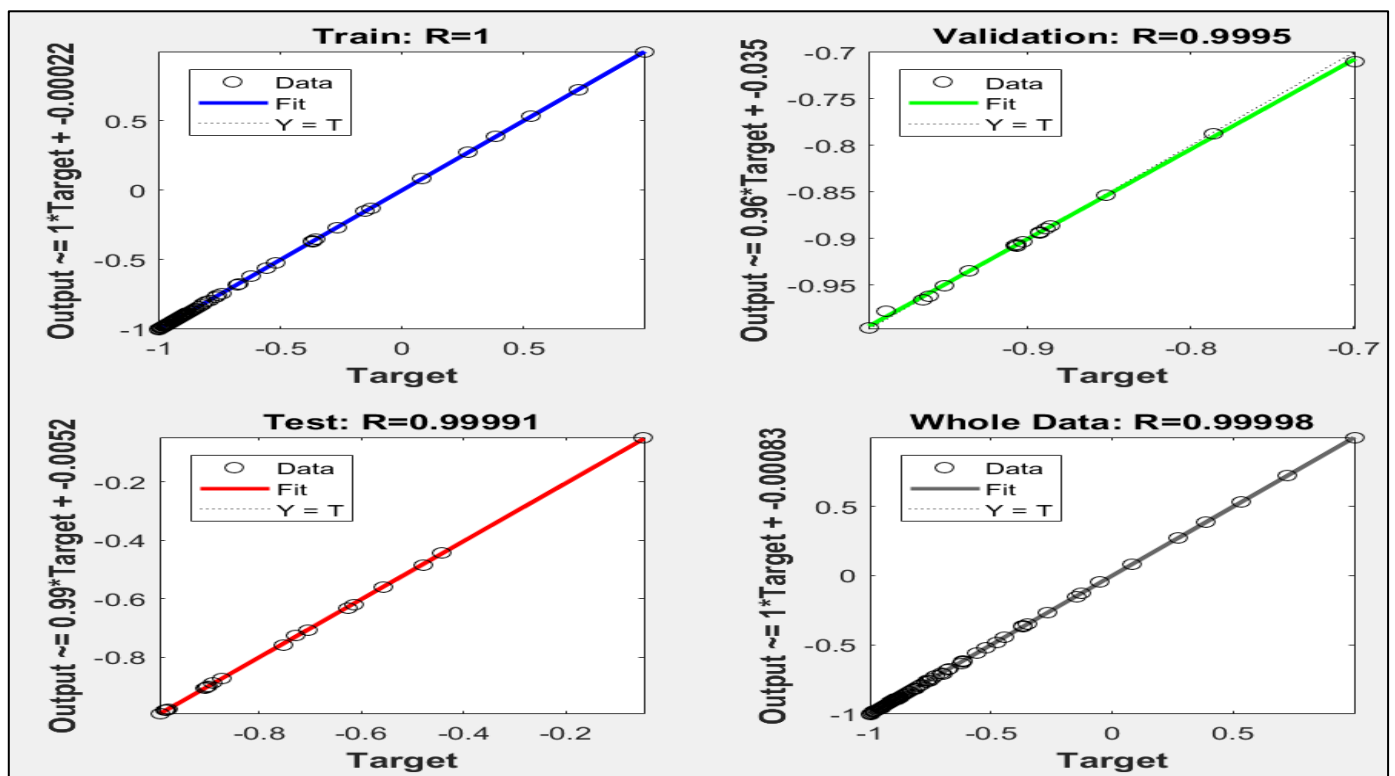 Train: R=1
Output ~= 1*Target + -0.00022
Data
Fit
Y = T
0.5
0
-0.5
-1
-1 -0.5 0 0.5
Target
Validation: R=0.9995
Output ~= 0.96*Target + -0.035
Data
Fit
Y = T
-0.7
-0.75
-0.8
-0.85
-0.9
-0.95
-0.9 -0.8 -0.7
Target
Test: R=0.99991
Output ~= 0.99*Target + -0.0052
Data
Fit
Y = T
-0.2
-0.4
-0.6
-0.8
-0.8 -0.6 -0.4 -0.2
Target
Whole Data: R=0.99998
Output ~= 1*Target + -0.00083
Data
Fit
Y = T
0.5
0
-0.5
-1
-1 -0.5 0 0.5
Target